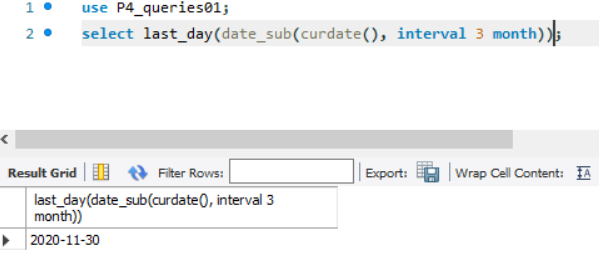 1 use P4_queries01;
2 select last_day(date_sub(curdate(), interval 3 month));
Result Grid Filter Rows: Export: Wrap Cell Content: IA
last_day(date_sub(curdate(), interval 3
month))
2020-11-30